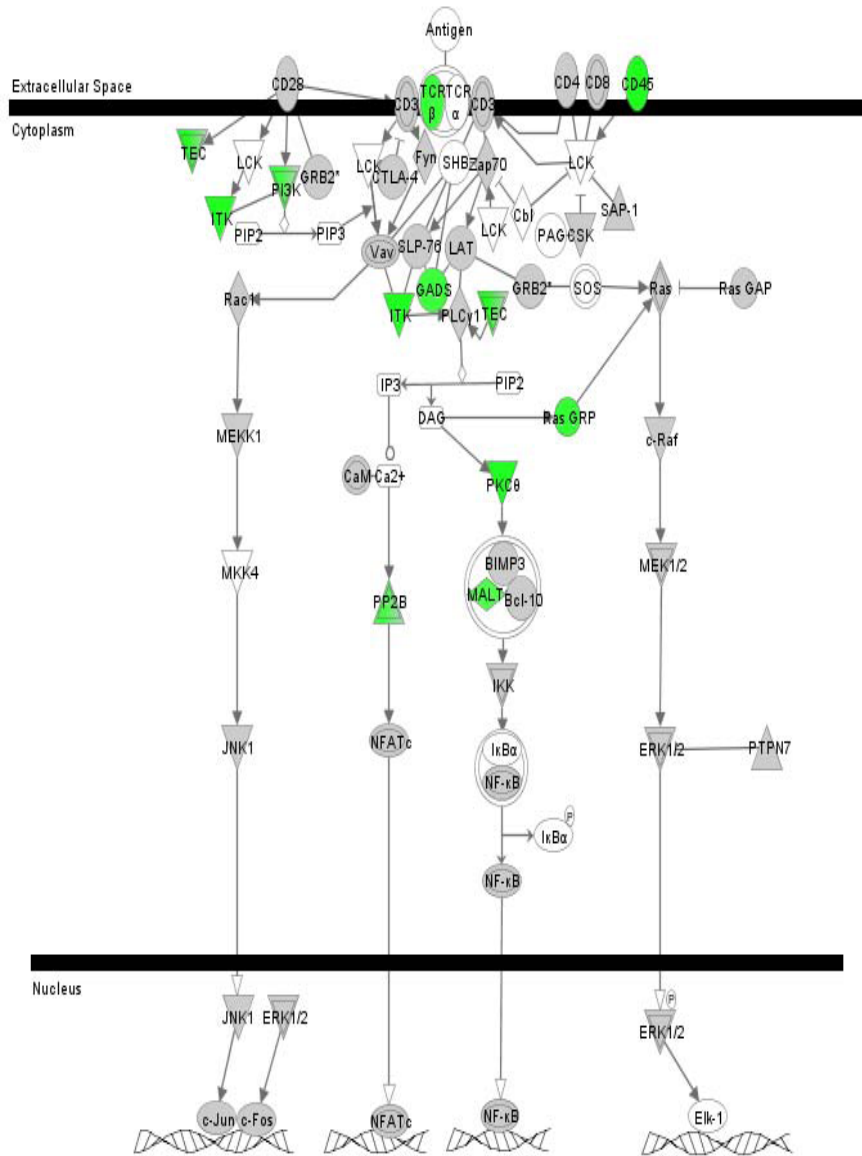 Antigen
Extracellular Space
CD28
CD3
TCR
β
TCR
α
CD3
CD4
CD8
CD45
Cytoplasm
TEC
LCK
PI3K
GRB2*
LCK
CTLA-4
Fyn
SHB
Zap70
LCK
ITK
PIP2
PIP3
LCK
Cbl
PAG
CSK
SAP-1
Vav
SLP-76
LAT
Rac1
ITK
GADS
PLCγ1
TEC
GRB2*
SOS
Ras
Ras GAP
IP3
PIP2
DAG
Ras GRP
MEKK1
c-Raf
CaM
Ca2+
PKCθ
MKK4
PP2B
BIMP3
MALT
Bcl-10
MEK1/2
IKK
JNK1
NFATc
IκBα
NF-κB
ERK1/2
PTPN7
P
IκBα
NF-κB
Nucleus
JNK1
ERK1/2
P
ERK1/2
c-Jun
c-Fos
NFATc
NF-κB
Elk-1